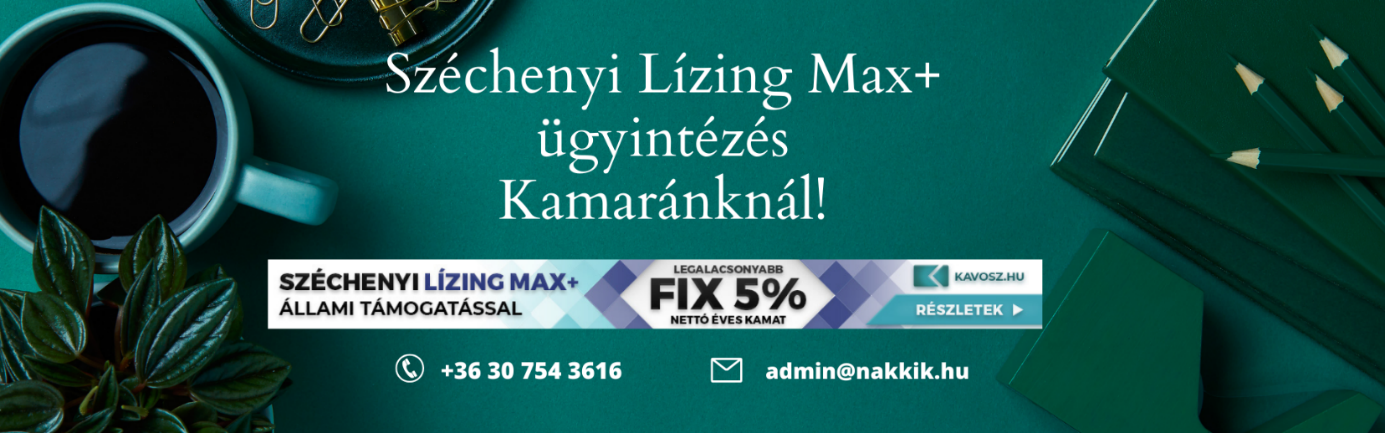 Széchenyi Lízing Max+
ügyintézés
Kamaránknál!
SZÉCHENYI LÍZING MAX+
ÁLLAMI TÁMOGATÁSSAL
LEGALACSONYABB
FIX 5%
NETTÓ ÉVES KAMAT
KAVOSZ.HU
RÉSZLETEK
+36 30 754 3616
admin@nakkik.hu